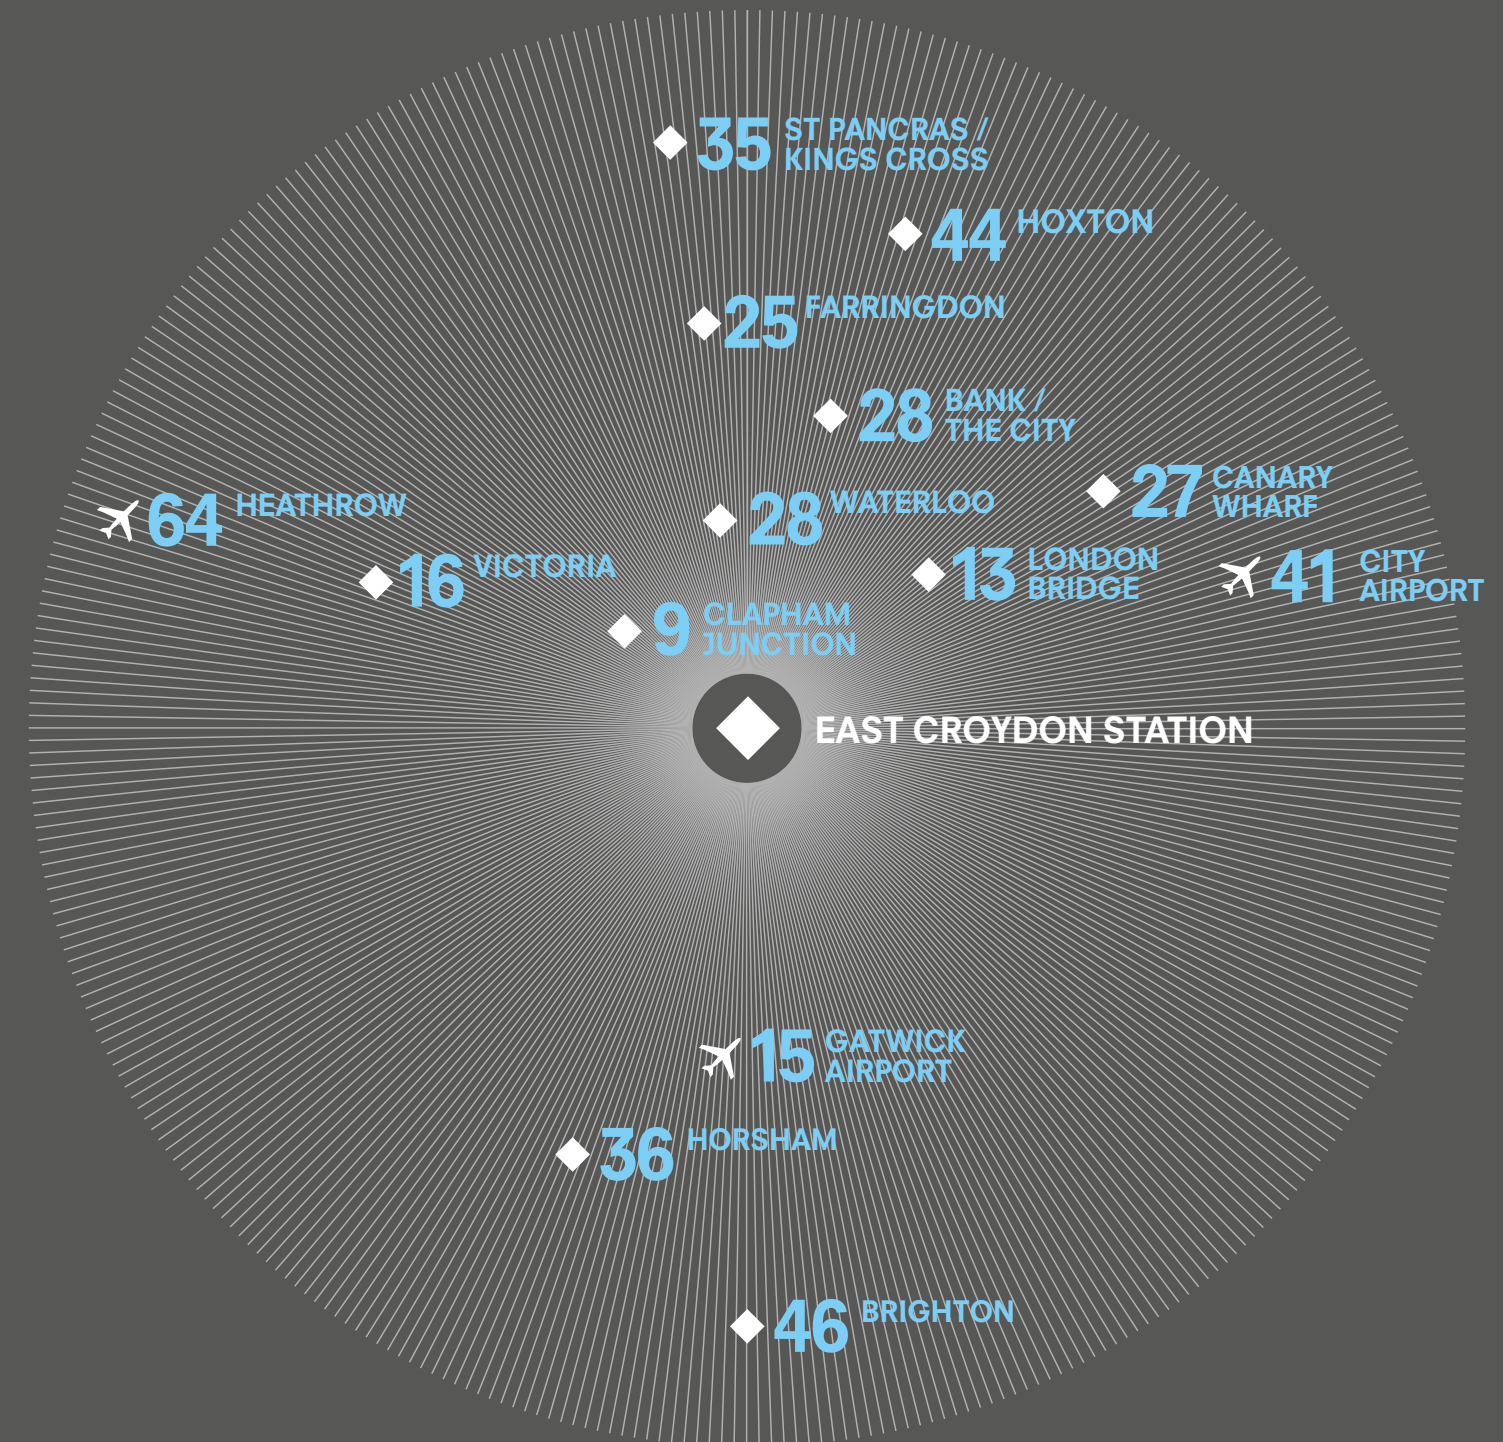 35 ST PANCRAS /
KINGS CROSS
44 HOXTON
25 FARRINGDON
28 BANK /
THE CITY
27 CANARY
WHARF
64 HEATHROW
28 WATERLOO
16 VICTORIA
13 LONDON
BRIDGE
41 CITY
AIRPORT
9 CLAPHAM
JUNCTION
EAST CROYDON STATION
15 GATWICK
AIRPORT
36 HORSHAM
46 BRIGHTON